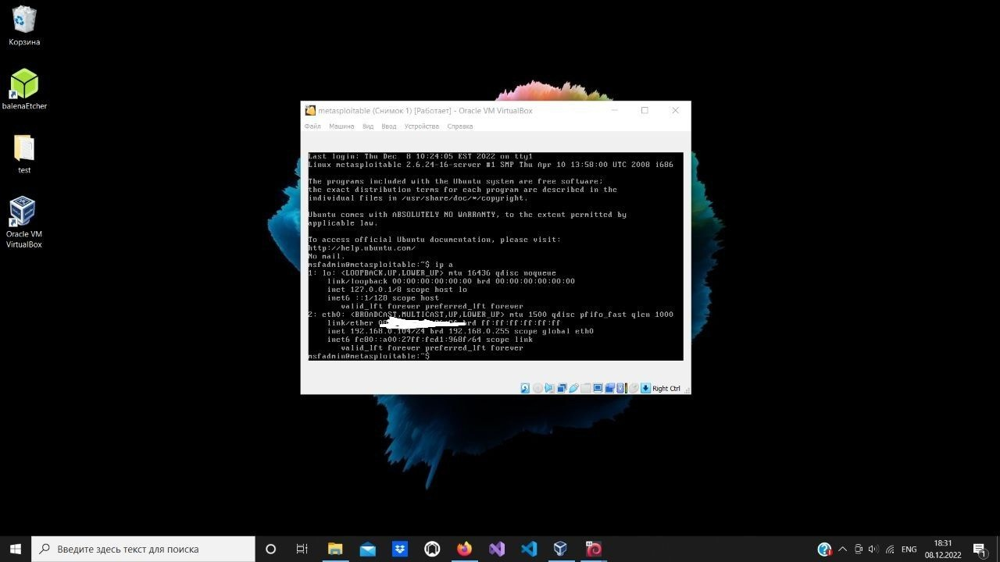 Корзина
balenaEtcher
test
Oracle VM
VirtualBox
metasploitable (Снимок 1) [Работает] - Oracle VM VirtualBox
Файл Машина Вид Ввод Устройства Справка
Last login: Thu Dec  8 10:24:05 EST 2022 on tty1
Linux metasploitable 2.6.24-16-server #1 SMP Thu Apr 10 13:58:00 UTC 2008 i686
The programs included with the Ubuntu system are free software;
the exact distribution terms for each program are described in the
individual files in /usr/share/doc/*/copyright.
Ubuntu comes with ABSOLUTELY NO WARRANTY, to the extent permitted by
applicable law.
To access official Ubuntu documentation, please visit:
http://help.ubuntu.com/
No mail.
msfadmin@metasploitable:~$ ip a
1: lo: <LOOPBACK,UP,LOWER_UP> mtu 16436 qdisc noqueue
link/loopback 00:00:00:00:00:00 brd 00:00:00:00:00:00
inet 127.0.0.1/8 scope host lo
inet6 ::1/128 scope host
valid_lft forever preferred_lft forever
2: eth0: <BROADCAST,MULTICAST,UP,LOWER_UP> mtu 1500 qdisc pfifo_fast qlen 1000
link/ether brd ff:ff:ff:ff:ff:ff
inet 192.168.0.104/24 brd 192.168.0.255 scope global eth0
inet6 fe80::a00:27ff:fed1:968f/64 scope link
valid_lft forever preferred_lft forever
msfadmin@metasploitable:~$
Right Ctrl
Введите здесь текст для поиска
ENG
18:31
08.12.2022
1